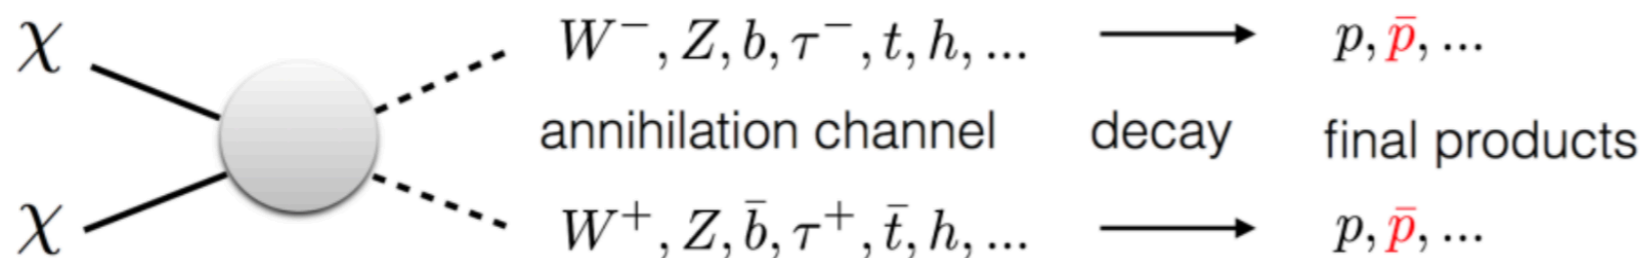 χ W⁻, Z, b, τ⁻, t, h, ... p, p̄, ...
annihilation channel decay final products
χ W⁺, Z, b̄, τ⁺, t̄, h, ... p, p̄, ...